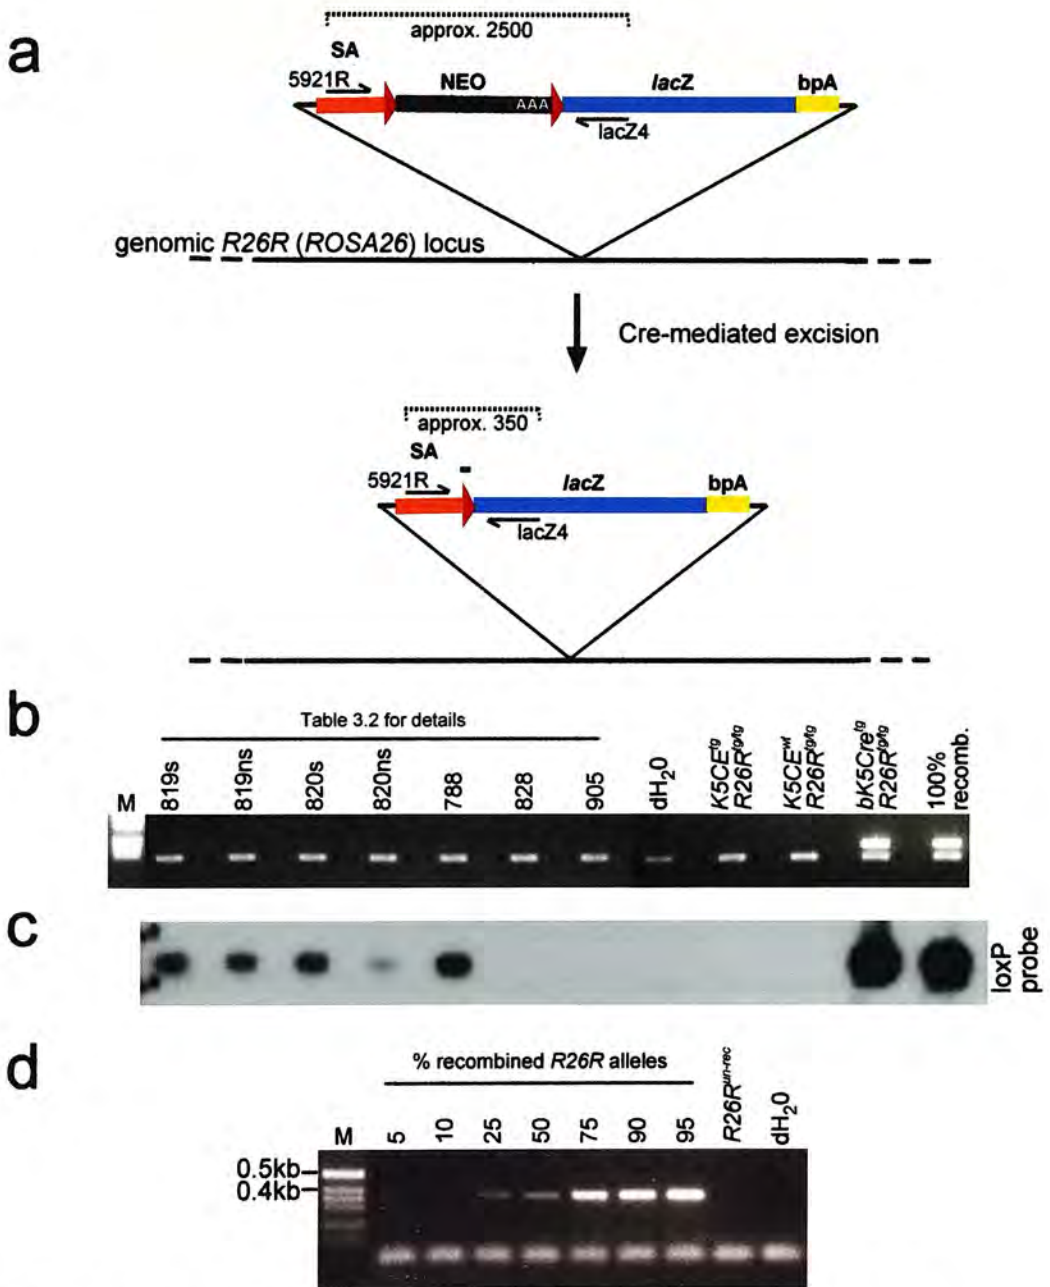 a
approx. 2500
SA
5921R
NEO
lacZ
bpA
AAA
lacZ4
genomic R26R (ROSA26) locus
Cre-mediated excision
approx. 350
SA
5921R
lacZ
bpA
lacZ4
b
Table 3.2 for details
M
819s
819ns
820s
820ns
788
828
905
dH₂0
K5CEᵗᵍ
R26Rᵗᵍ/ᵗᵍ
K5CEʷᵗ
R26Rᵗᵍ/ᵗᵍ
bK5Creᵗᵍ
R26Rᵗᵍ/ᵗᵍ
100%
recomb.
c
loxP
probe
d
% recombined R26R alleles
M
5
10
25
50
75
90
95
R26Rᵘⁿ⁻ʳᵉᶜ
dH₂0
0.5kb
0.4kb